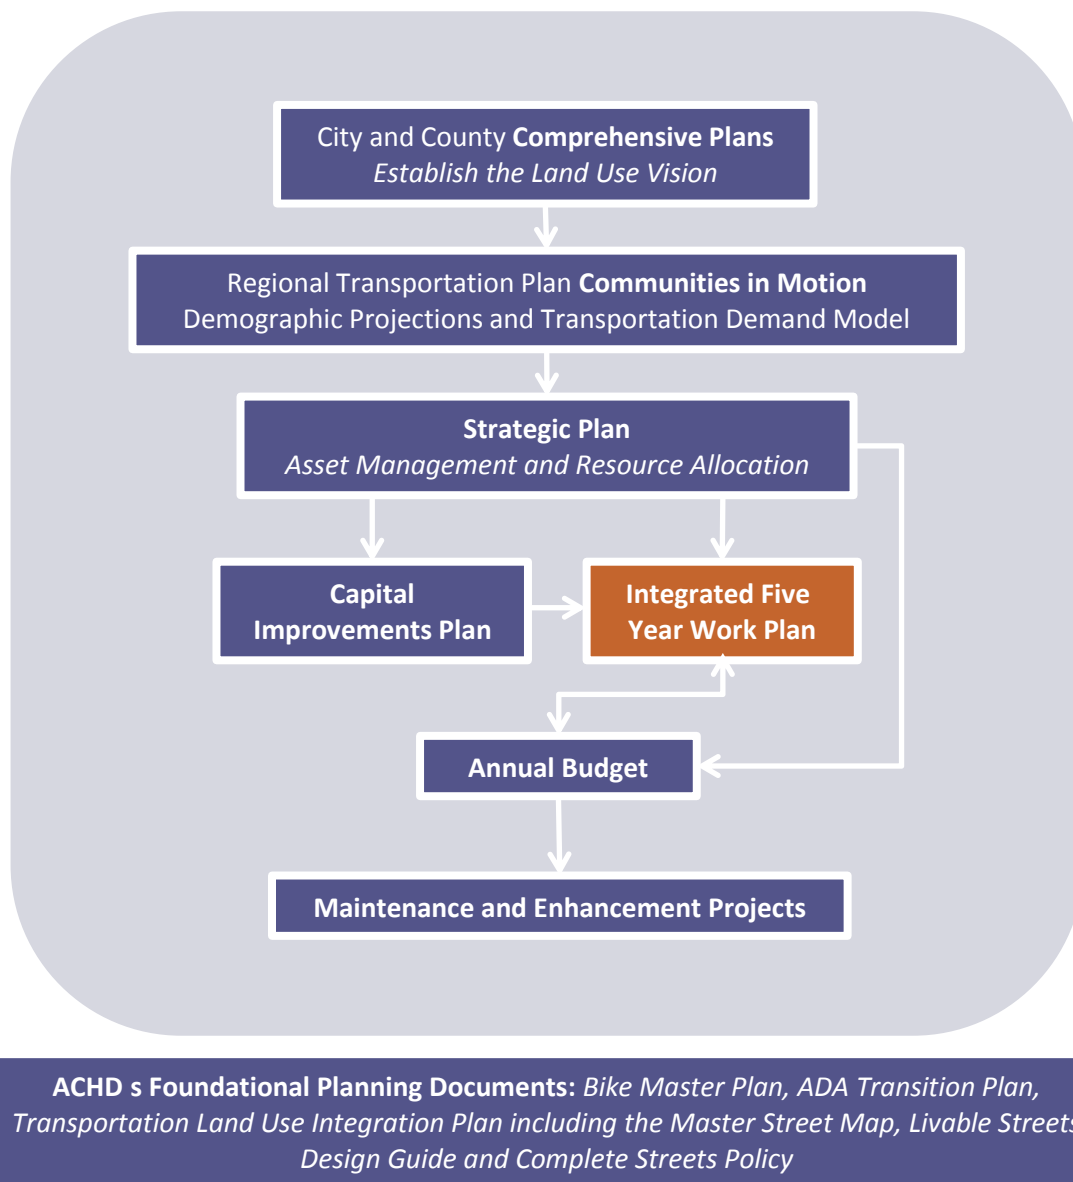 City and County Comprehensive Plans
Establish the Land Use Vision
Regional Transportation Plan Communities in Motion
Demographic Projections and Transportation Demand Model
Strategic Plan
Asset Management and Resource Allocation
Capital
Improvements Plan
Integrated Five
Year Work Plan
Annual Budget
Maintenance and Enhancement Projects
ACHD s Foundational Planning Documents: Bike Master Plan, ADA Transition Plan,
Transportation Land Use Integration Plan including the Master Street Map, Livable Streets
Design Guide and Complete Streets Policy